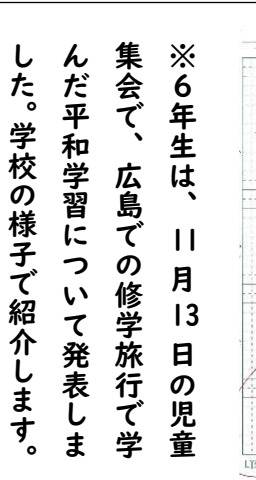 ※6年生は、11月13日の児童
集会で、広島での修学旅行で学
んだ平和学習について発表しま
した。学校の様子で紹介します。